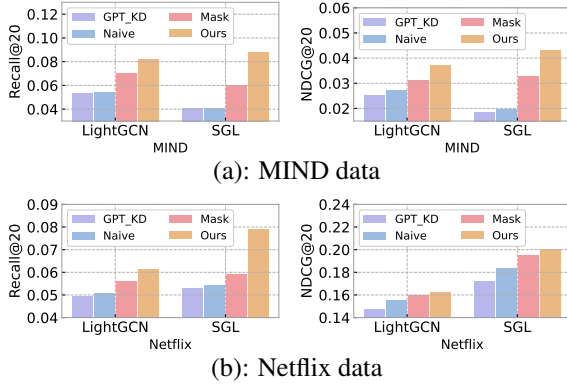 Recall@20
0.12
0.10
0.08
0.06
0.04
GPT_KD
Naive
Mask
Ours
LightGCN
SGL
MIND
NDCG@20
0.05
0.04
0.03
0.02
GPT_KD
Naive
Mask
Ours
LightGCN
SGL
MIND
(a): MIND data
Recall@20
0.09
0.08
0.07
0.06
0.05
0.04
GPT_KD
Naive
Mask
Ours
LightGCN
SGL
Netflix
NDCG@20
0.24
0.22
0.20
0.18
0.16
0.14
GPT_KD
Naive
Mask
Ours
LightGCN
SGL
Netflix
(b): Netflix data